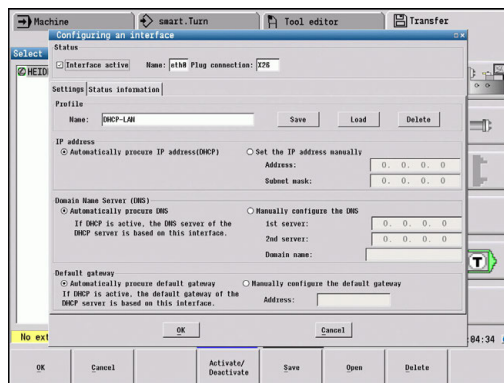 Machine
smart.Turn
Tool editor
Transfer
Configuring an interface
Select
Status
Interface active
Name: eth0 Plug connection: X26
HEID
Settings Status information
Profile
Name: DHCP-LAN
Save
Load
Delete
IP address
Automatically procure IP address(DHCP)
Set the IP address manually
Address: 0. 0. 0. 0
Subnet mask: 0. 0. 0. 0
Domain Name Server (DNS)
Automatically procure DNS
Manually configure the DNS
If DHCP is active, the DNS server of the
DHCP server is based on this interface.
1st server: 0. 0. 0. 0
2nd server: 0. 0. 0. 0
Domain name:
Default gateway
Automatically procure default gateway
Manually configure the default gateway
If DHCP is active, the default gateway of the
DHCP server is based on this interface.
Address:
T
OK
Cancel
No ext
04:34
OK
Cancel
Activate/
Deactivate
Save
Open
Delete